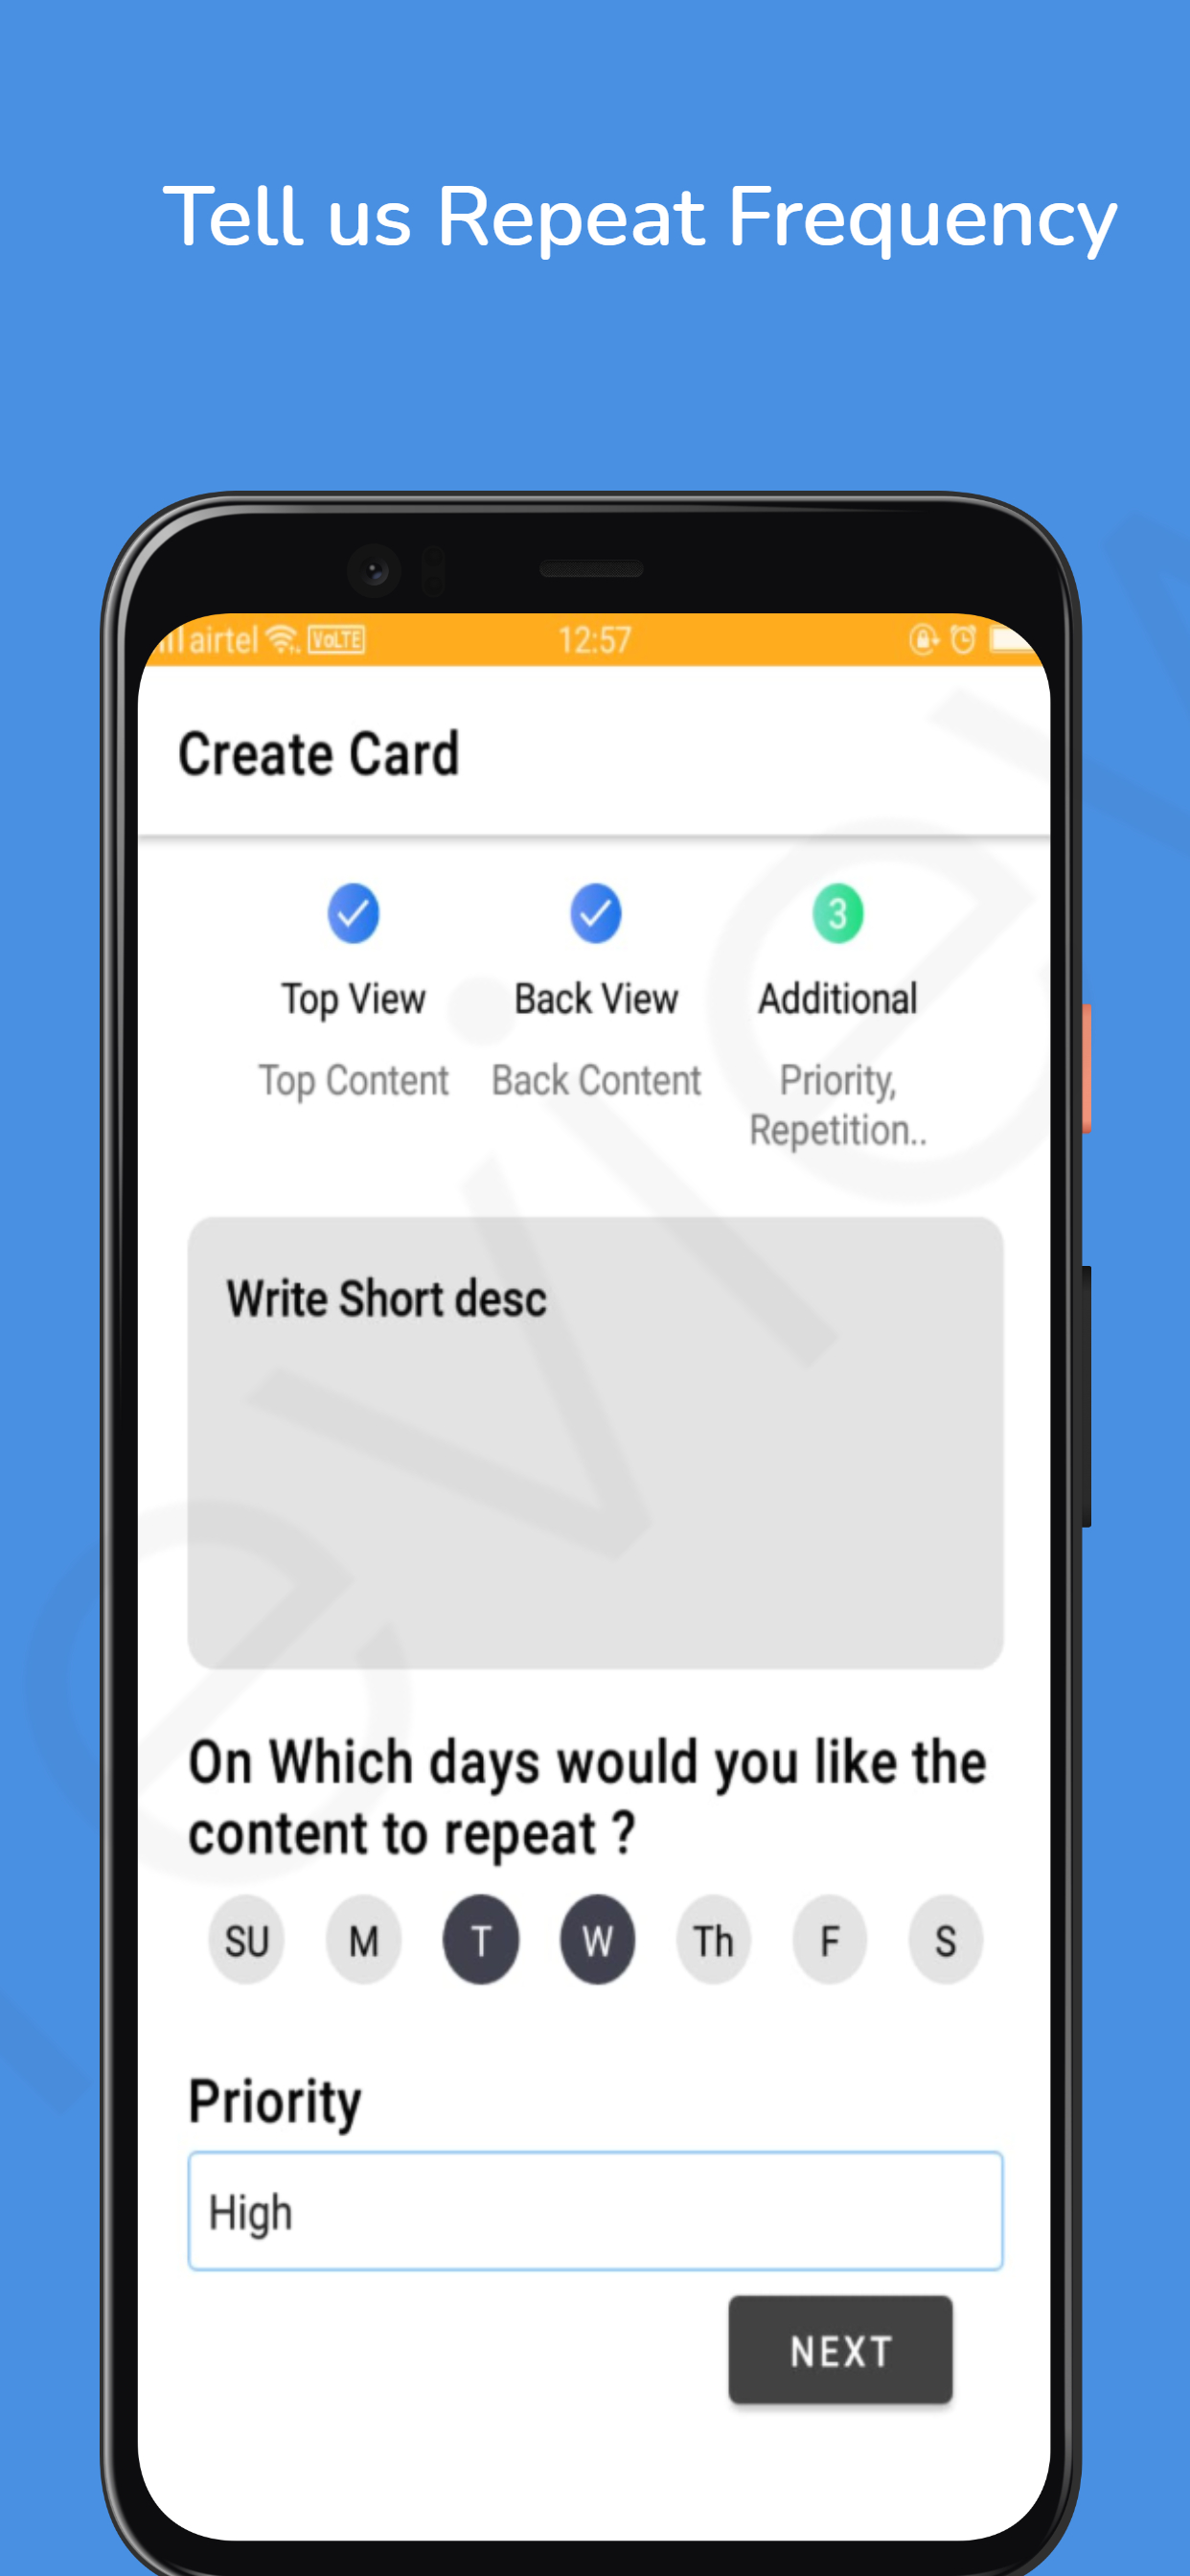 Tell us Repeat Frequency
airtel VoLTE 12:57
Create Card
3
Top View Back View Additional
Top Content Back Content Priority,
Repetition..
Write Short desc
On Which days would you like the
content to repeat ?
SU M T W Th F S
Priority
High
NEXT